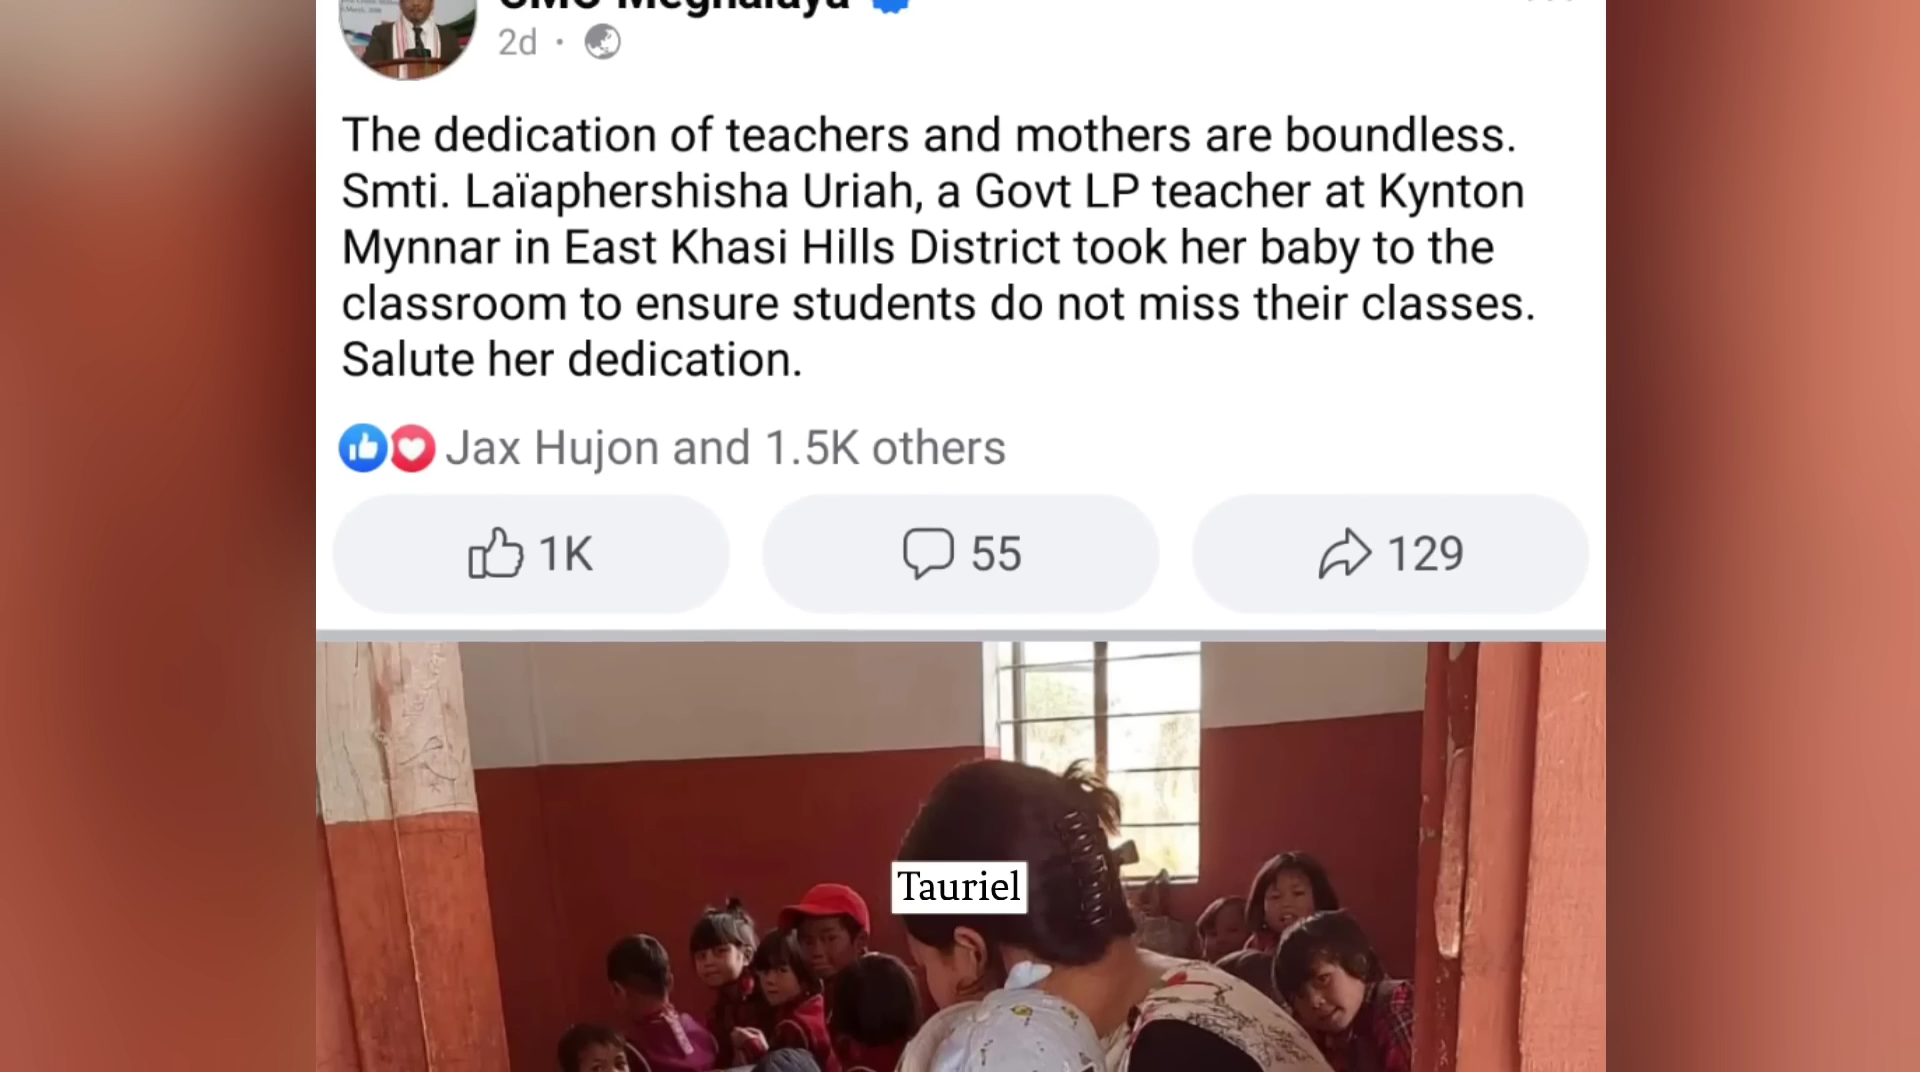 CMO Meghalaya
2d ·
The dedication of teachers and mothers are boundless.
Smti. Laïaphershisha Uriah, a Govt LP teacher at Kynton
Mynnar in East Khasi Hills District took her baby to the
classroom to ensure students do not miss their classes.
Salute her dedication.
Jax Hujon and 1.5K others
1K
55
129
Tauriel